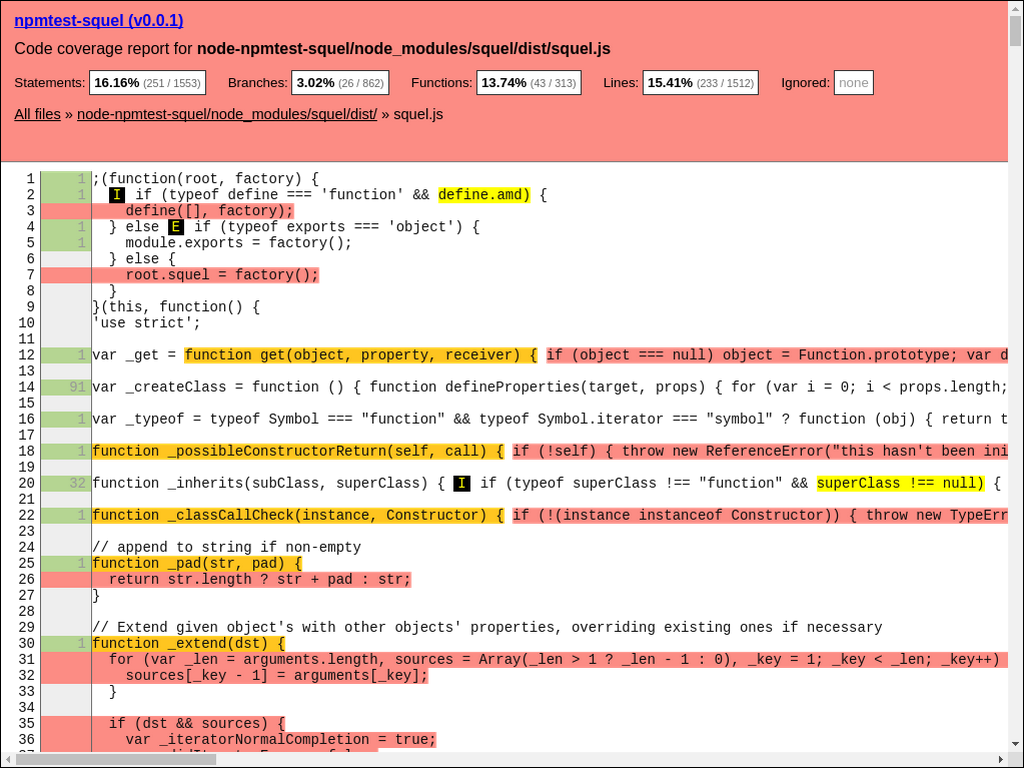 npmtest-squel (v0.0.1)
Code coverage report for node-npmtest-squel/node_modules/squel/dist/squel.js
Statements: 16.16% (251 / 1553) Branches: 3.02% (26 / 862) Functions: 13.74% (43 / 313) Lines: 15.41% (233 / 1512) Ignored: none
All files » node-npmtest-squel/node_modules/squel/dist/ » squel.js
1 1 ;(function(root, factory) {
2 1 I if (typeof define === 'function' && define.amd) {
3 define([], factory);
4 1 } else E if (typeof exports === 'object') {
5 1 module.exports = factory();
6 } else {
7 root.squel = factory();
8 }
9 }(this, function() {
10 'use strict';
11
12 1 var _get = function get(object, property, receiver) { if (object === null) object = Function.prototype; var d
13
14 91 var _createClass = function () { function defineProperties(target, props) { for (var i = 0; i < props.length;
15
16 1 var _typeof = typeof Symbol === "function" && typeof Symbol.iterator === "symbol" ? function (obj) { return t
17
18 1 function _possibleConstructorReturn(self, call) { if (!self) { throw new ReferenceError("this hasn't been ini
19
20 32 function _inherits(subClass, superClass) { I if (typeof superClass !== "function" && superClass !== null) {
21
22 1 function _classCallCheck(instance, Constructor) { if (!(instance instanceof Constructor)) { throw new TypeErr
23
24 // append to string if non-empty
25 1 function _pad(str, pad) {
26 return str.length ? str + pad : str;
27 }
28
29 // Extend given object's with other objects' properties, overriding existing ones if necessary
30 1 function _extend(dst) {
31 for (var _len = arguments.length, sources = Array(_len > 1 ? _len - 1 : 0), _key = 1; _key < _len; _key++)
32 sources[_key - 1] = arguments[_key];
33 }
34
35 if (dst && sources) {
36 var _iteratorNormalCompletion = true;